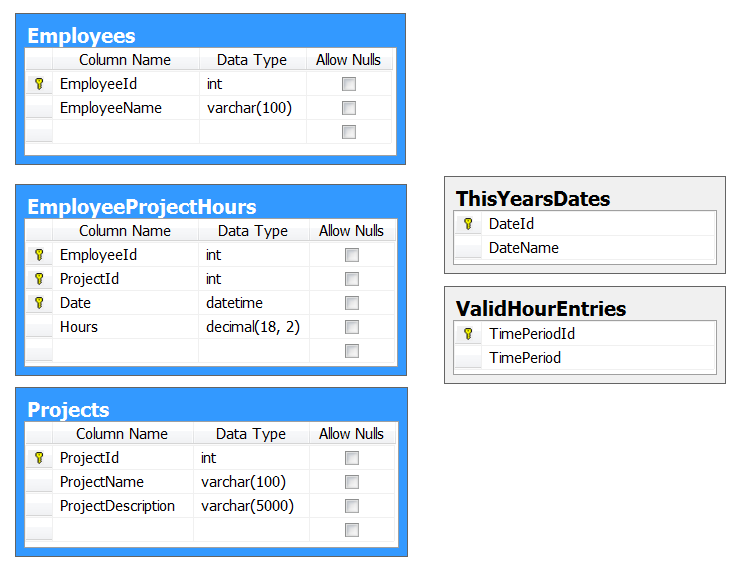 Employees
Column Name Data Type Allow Nulls
EmployeeId int
EmployeeName varchar(100)
EmployeeProjectHours
Column Name Data Type Allow Nulls
EmployeeId int
ProjectId int
Date datetime
Hours decimal(18, 2)
Projects
Column Name Data Type Allow Nulls
ProjectId int
ProjectName varchar(100)
ProjectDescription varchar(5000)
ThisYearsDates
DateId
DateName
ValidHourEntries
TimePeriodId
TimePeriod